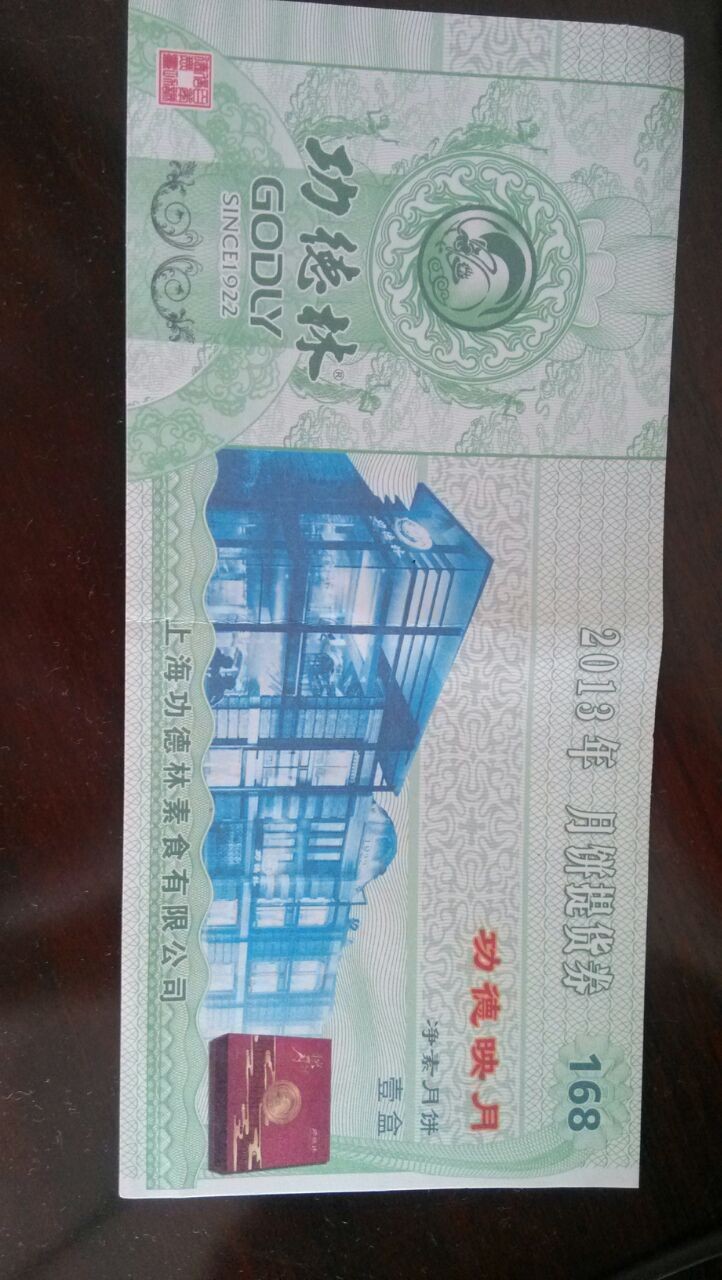 功德林®
GODLY
SINCE1922
2013年 月饼提货券
168
功德映月
净素月饼
壹盒
上海功德林素食有限公司